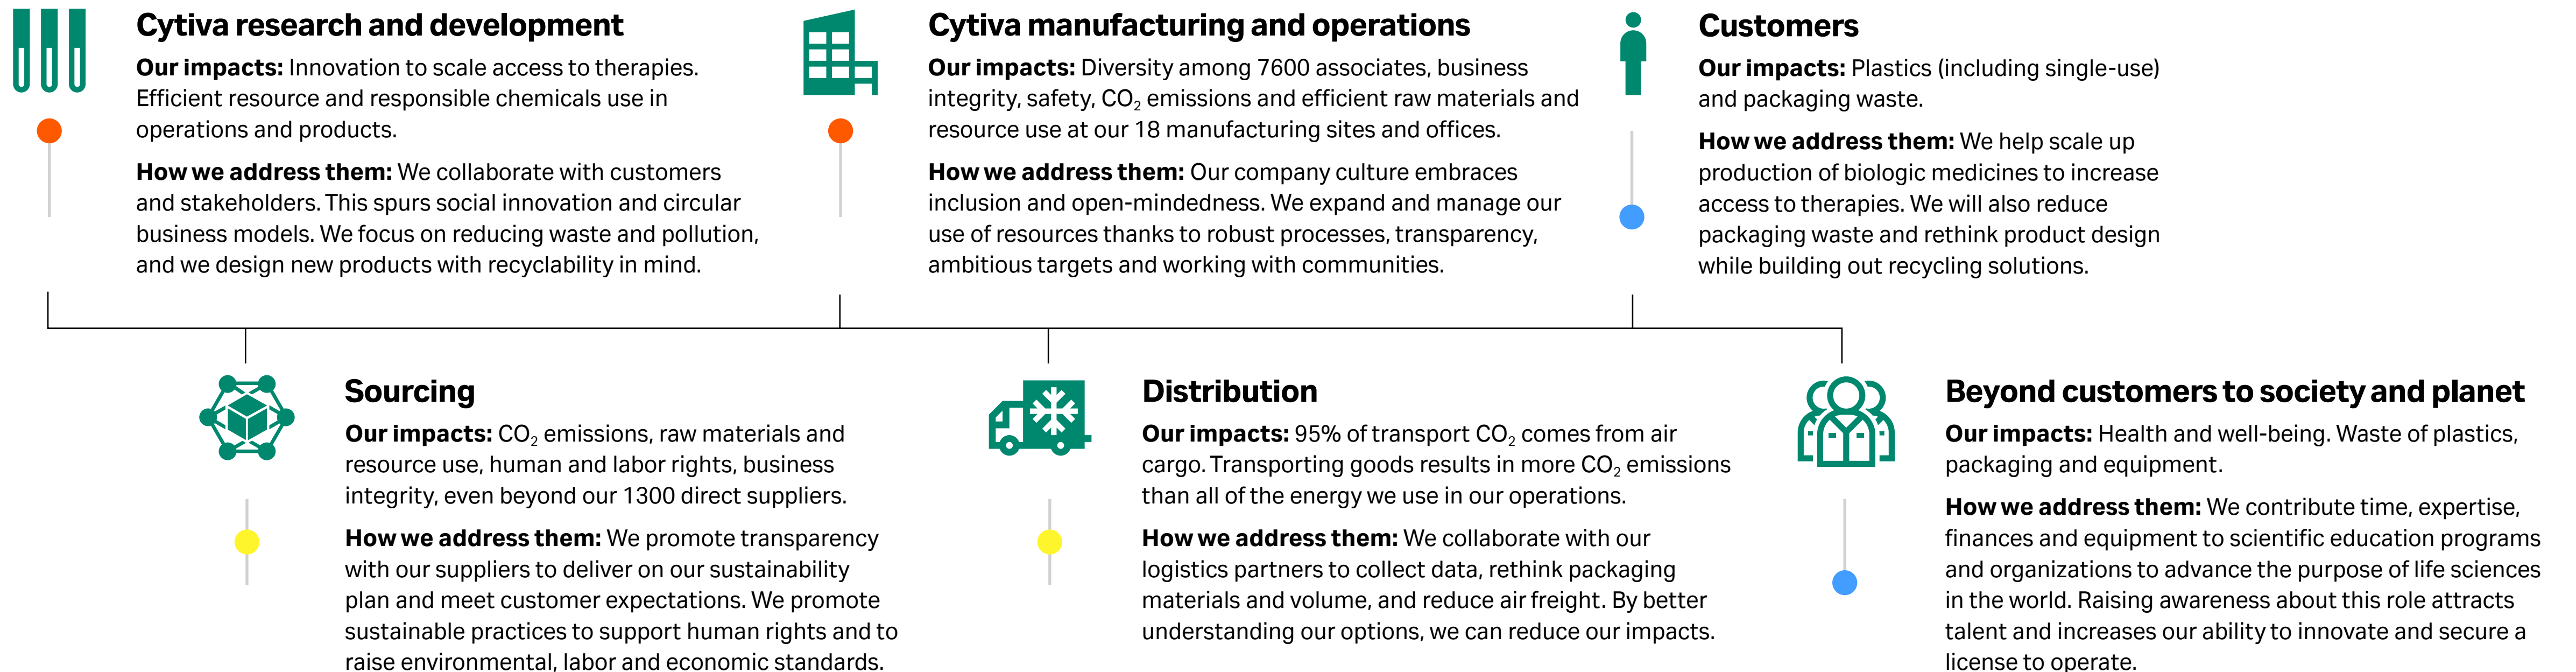 Cytiva research and development
Our impacts: Innovation to scale access to therapies.
Efficient resource and responsible chemicals use in
operations and products.
How we address them: We collaborate with customers
and stakeholders. This spurs social innovation and circular
business models. We focus on reducing waste and pollution,
and we design new products with recyclability in mind.
Cytiva manufacturing and operations
Our impacts: Diversity among 7600 associates, business
integrity, safety, CO₂ emissions and efficient raw materials and
resource use at our 18 manufacturing sites and offices.
How we address them: Our company culture embraces
inclusion and open-mindedness. We expand and manage our
use of resources thanks to robust processes, transparency,
ambitious targets and working with communities.
Customers
Our impacts: Plastics (including single-use)
and packaging waste.
How we address them: We help scale up
production of biologic medicines to increase
access to therapies. We will also reduce
packaging waste and rethink product design
while building out recycling solutions.
Sourcing
Our impacts: CO₂ emissions, raw materials and
resource use, human and labor rights, business
integrity, even beyond our 1300 direct suppliers.
How we address them: We promote transparency
with our suppliers to deliver on our sustainability
plan and meet customer expectations. We promote
sustainable practices to support human rights and to
raise environmental, labor and economic standards.
Distribution
Our impacts: 95% of transport CO₂ comes from air
cargo. Transporting goods results in more CO₂ emissions
than all of the energy we use in our operations.
How we address them: We collaborate with our
logistics partners to collect data, rethink packaging
materials and volume, and reduce air freight. By better
understanding our options, we can reduce our impacts.
Beyond customers to society and planet
Our impacts: Health and well-being. Waste of plastics,
packaging and equipment.
How we address them: We contribute time, expertise,
finances and equipment to scientific education programs
and organizations to advance the purpose of life sciences
in the world. Raising awareness about this role attracts
talent and increases our ability to innovate and secure a
license to operate.